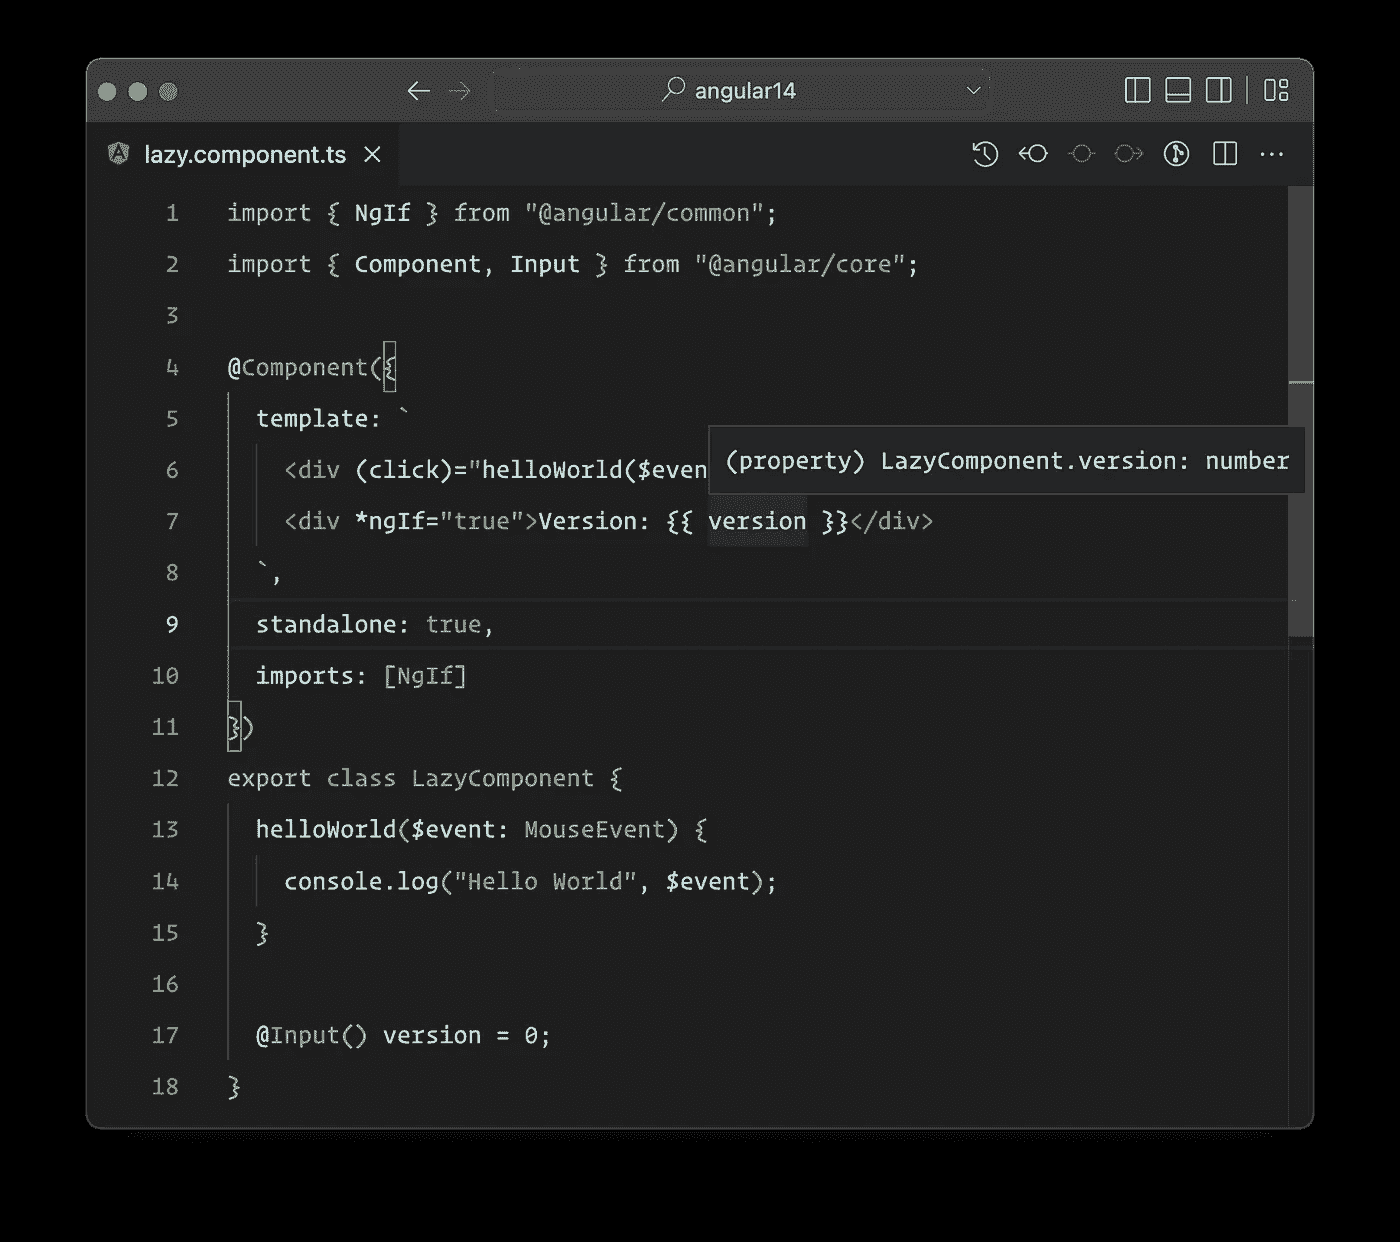 angular14
lazy.component.ts
1 import { NgIf } from "@angular/common";
2 import { Component, Input } from "@angular/core";
3
4 @Component({
5 template: `
(property) LazyComponent.version: number
6 <div (click)="helloWorld($even
7 <div *ngIf="true">Version: {{ version }}</div>
8 `,
9 standalone: true,
10 imports: [NgIf]
11 })
12 export class LazyComponent {
13 helloWorld($event: MouseEvent) {
14 console.log("Hello World", $event);
15 }
16
17 @Input() version = 0;
18 }